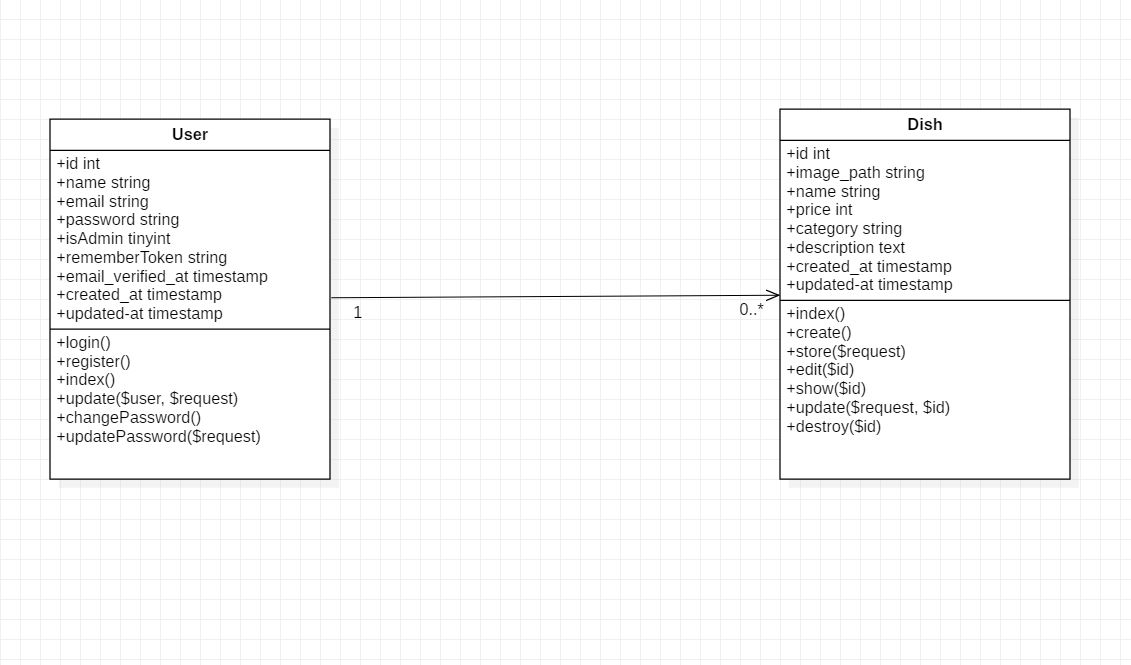 User
+id int
+name string
+email string
+password string
+isAdmin tinyint
+rememberToken string
+email_verified_at timestamp
+created_at timestamp
+updated-at timestamp
+login()
+register()
+index()
+update($user, $request)
+changePassword()
+updatePassword($request)
1
0..*
Dish
+id int
+image_path string
+name string
+price int
+category string
+description text
+created_at timestamp
+updated-at timestamp
+index()
+create()
+store($request)
+edit($id)
+show($id)
+update($request, $id)
+destroy($id)